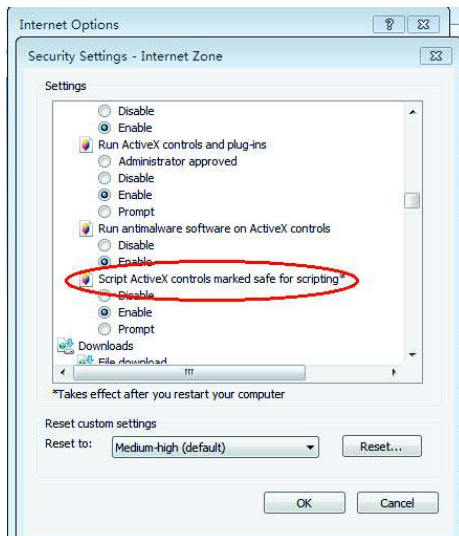 Internet Options
Security Settings - Internet Zone
Settings
Disable
Enable
Run ActiveX controls and plug-ins
Administrator approved
Disable
Enable
Prompt
Run antimalware software on ActiveX controls
Disable
Enable
Script ActiveX controls marked safe for scripting*
Disable
Enable
Prompt
Downloads
File download
*Takes effect after you restart your computer
Reset custom settings
Reset to: Medium-high (default) Reset...
OK Cancel